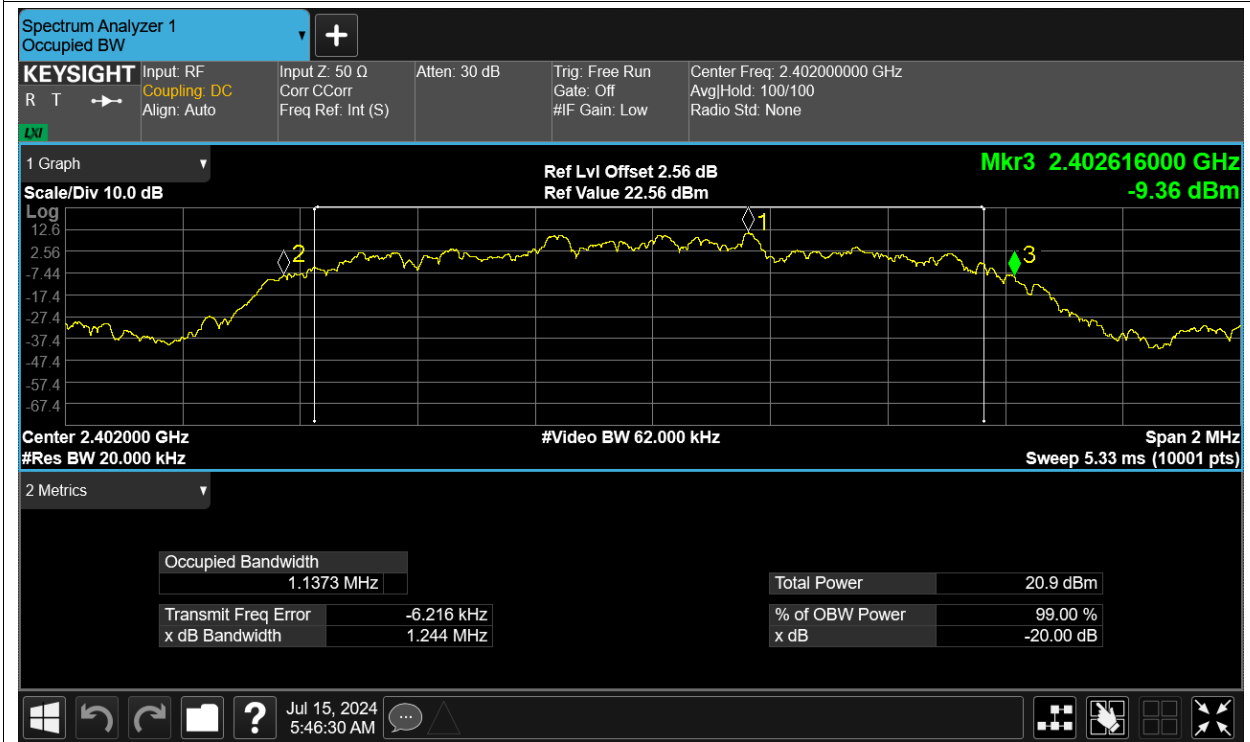 Spectrum Analyzer 1
Occupied BW
+
KEYSIGHT Input: RF Input Z: 50 Ω Atten: 30 dB Trig: Free Run Center Freq: 2.402000000 GHz
R T Coupling: DC Corr CCorr Gate: Off Avg|Hold: 100/100
Align: Auto Freq Ref: Int (S) #IF Gain: Low Radio Std: None
LXI
1 Graph
Ref Lvl Offset 2.56 dB
Mkr3 2.402616000 GHz
Scale/Div 10.0 dB
Ref Value 22.56 dBm
-9.36 dBm
Log
12.6
2.56
-7.44
-17.4
-27.4
-37.4
-47.4
-57.4
-67.4
1
2
3
Center 2.402000 GHz #Video BW 62.000 kHz Span 2 MHz
#Res BW 20.000 kHz Sweep 5.33 ms (10001 pts)
2 Metrics
Occupied Bandwidth
1.1373 MHz
Total Power 20.9 dBm
Transmit Freq Error -6.216 kHz
% of OBW Power 99.00 %
x dB Bandwidth 1.244 MHz
x dB -20.00 dB
?
Jul 15, 2024
5:46:30 AM